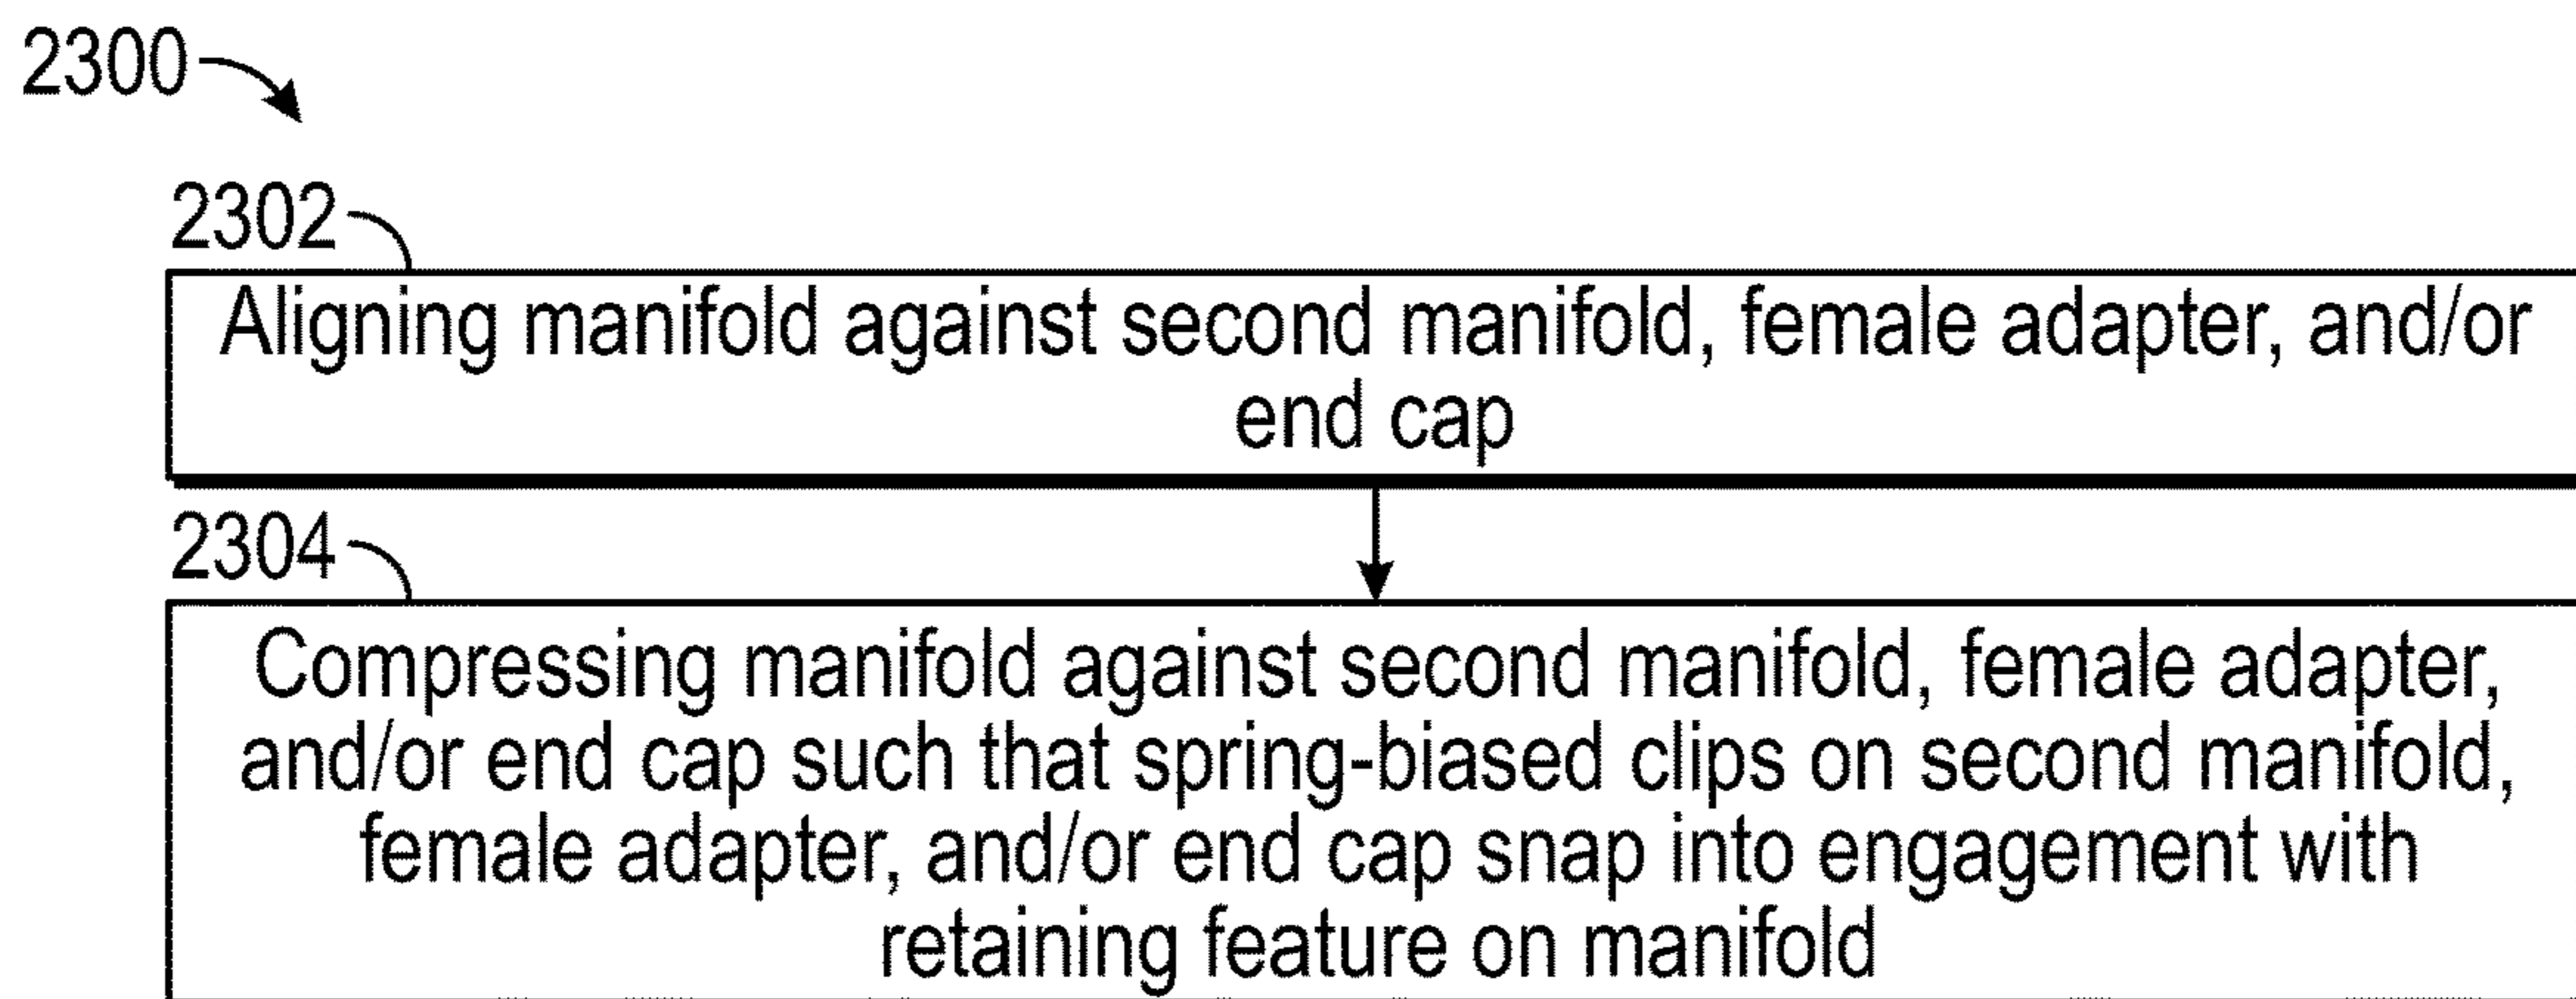 2300
2302
Aligning manifold against second manifold, female adapter, and/or
end cap
2304
Compressing manifold against second manifold, female adapter,
and/or end cap such that spring-biased clips on second manifold,
female adapter, and/or end cap snap into engagement with
retaining feature on manifold